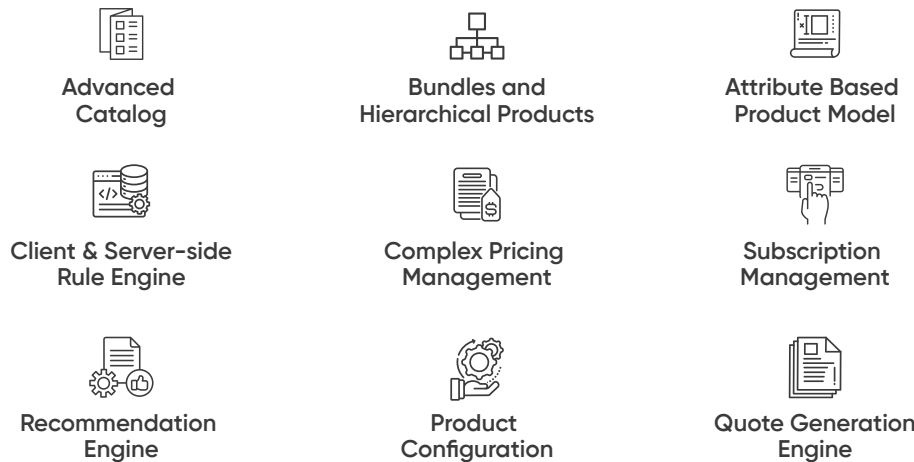 Advanced
Catalog
Bundles and
Hierarchical Products
Attribute Based
Product Model
Client & Server-side
Rule Engine
Complex Pricing
Management
Subscription
Management
Recommendation
Engine
Product
Configuration
Quote Generation
Engine